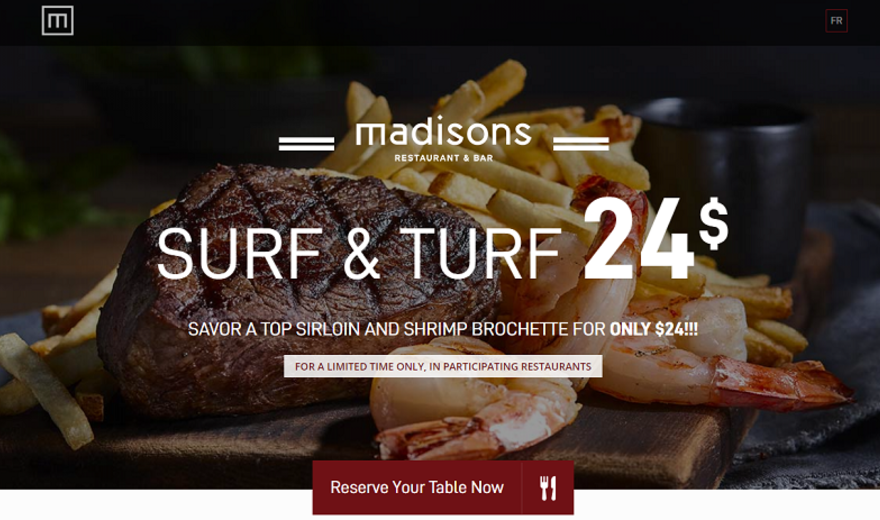 m
FR
madisons
RESTAURANT & BAR
SURF & TURF 24$
SAVOR A TOP SIRLOIN AND SHRIMP BROCHETTE FOR ONLY $24!!!
FOR A LIMITED TIME ONLY, IN PARTICIPATING RESTAURANTS
Reserve Your Table Now